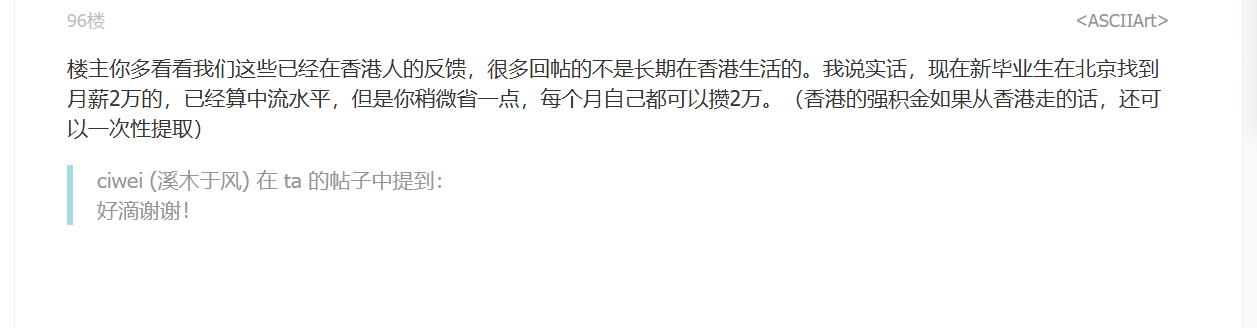 96楼
<ASCIIArt>
楼主你多看看我们这些已经在香港人的反馈，很多回帖的不是长期在香港生活的。我说实话，现在新毕业生在北京找到
月薪2万的，已经算中流水平，但是你稍微省一点，每个月自己都可以攒2万。（香港的强积金如果从香港走的话，还可
以一次性提取）
ciwei (溪木于风) 在 ta 的帖子中提到：
好滴谢谢！